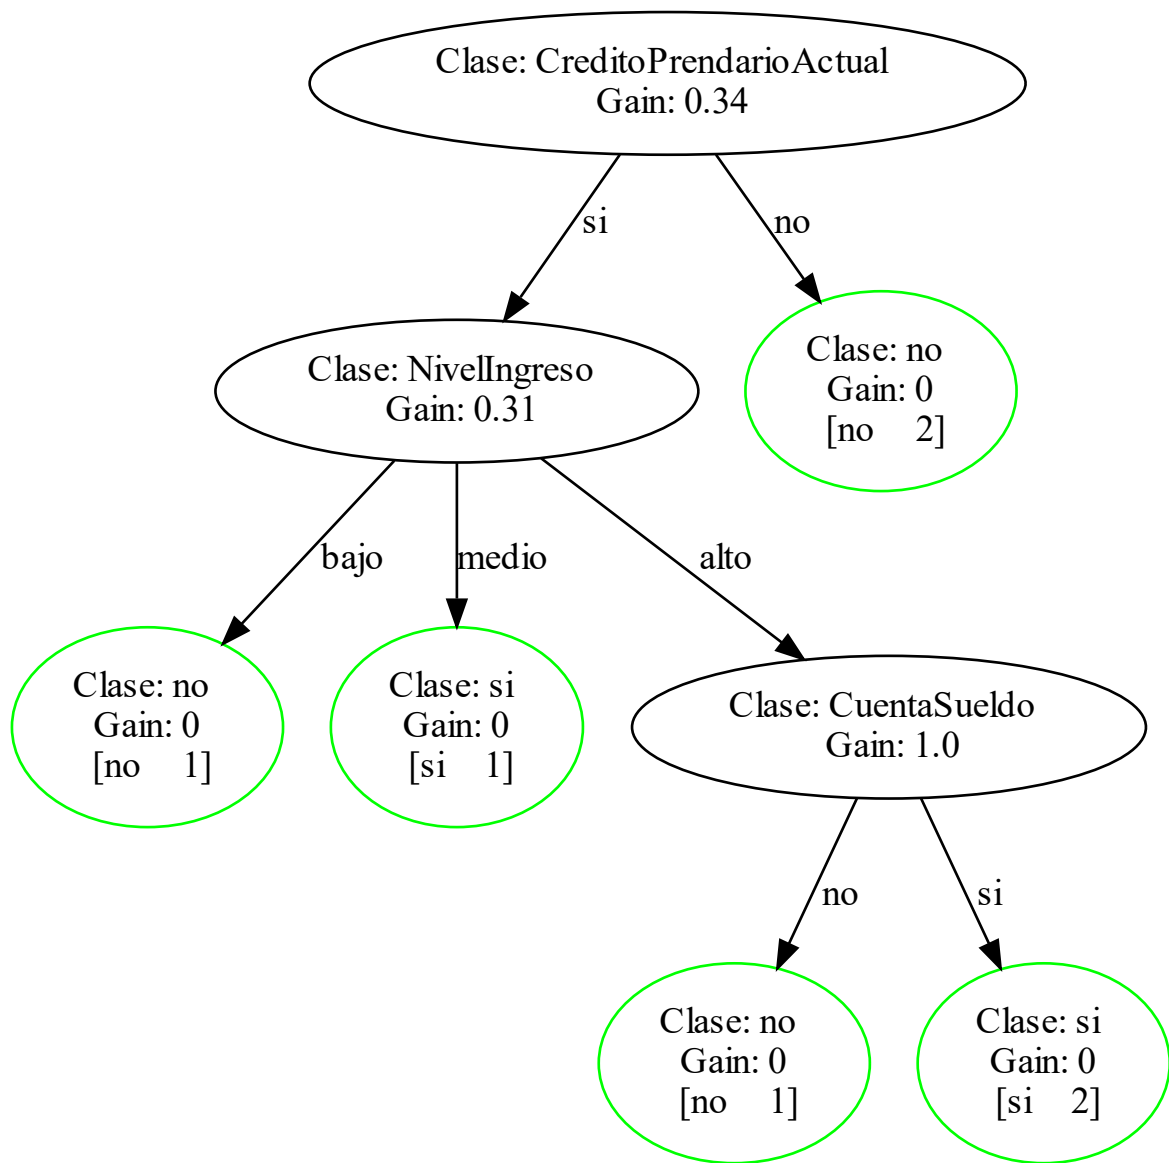 Clase: CreditoPrendarioActual
Gain: 0.34
si
no
Clase: NivelIngreso
Gain: 0.31
Clase: no
Gain: 0
[no 2]
bajo
medio
alto
Clase: no
Gain: 0
[no 1]
Clase: si
Gain: 0
[si 1]
Clase: CuentaSueldo
Gain: 1.0
no
si
Clase: no
Gain: 0
[no 1]
Clase: si
Gain: 0
[si 2]